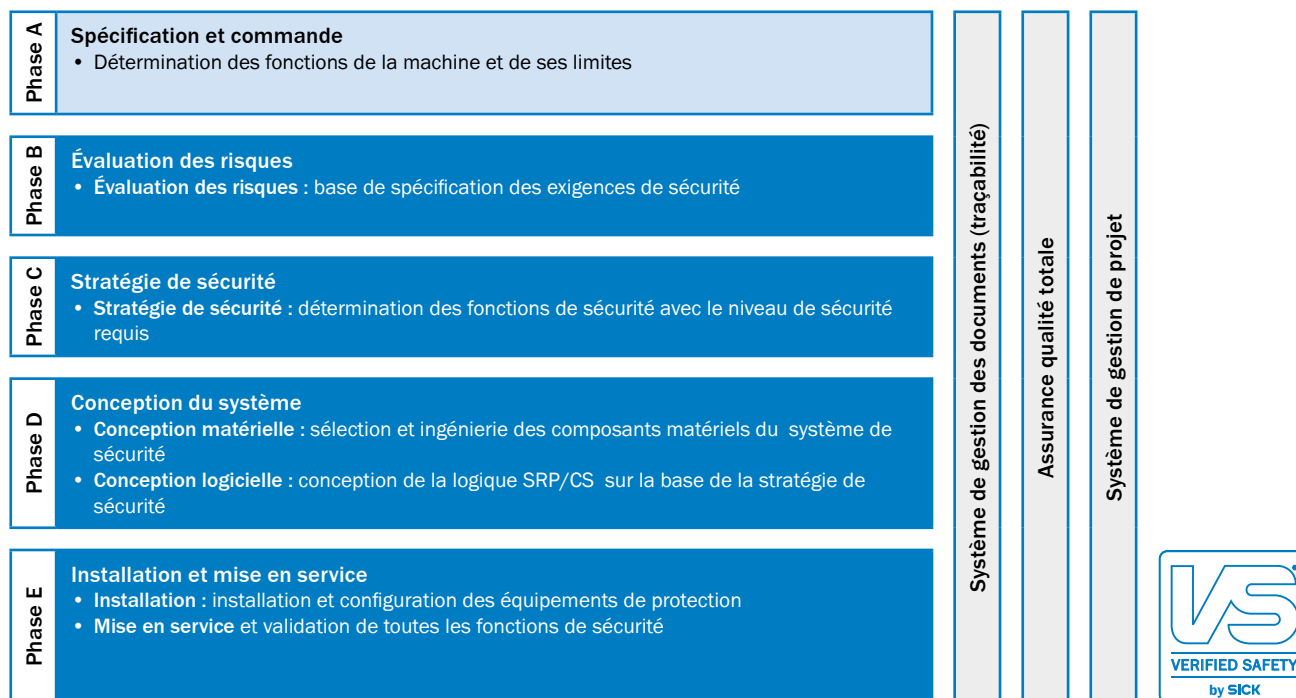 Phase A
Spécification et commande
• Détermination des fonctions de la machine et de ses limites
Phase B
Évaluation des risques
• Évaluation des risques : base de spécification des exigences de sécurité
Phase C
Stratégie de sécurité
• Stratégie de sécurité : détermination des fonctions de sécurité avec le niveau de sécurité
requis
Phase D
Conception du système
• Conception matérielle : sélection et ingénierie des composants matériels du système de
sécurité
• Conception logicielle : conception de la logique SRP/CS sur la base de la stratégie de
sécurité
Phase E
Installation et mise en service
• Installation : installation et configuration des équipements de protection
• Mise en service et validation de toutes les fonctions de sécurité
Système de gestion des documents (traçabilité)
Assurance qualité totale
Système de gestion de projet
VS
VERIFIED SAFETY
by SICK